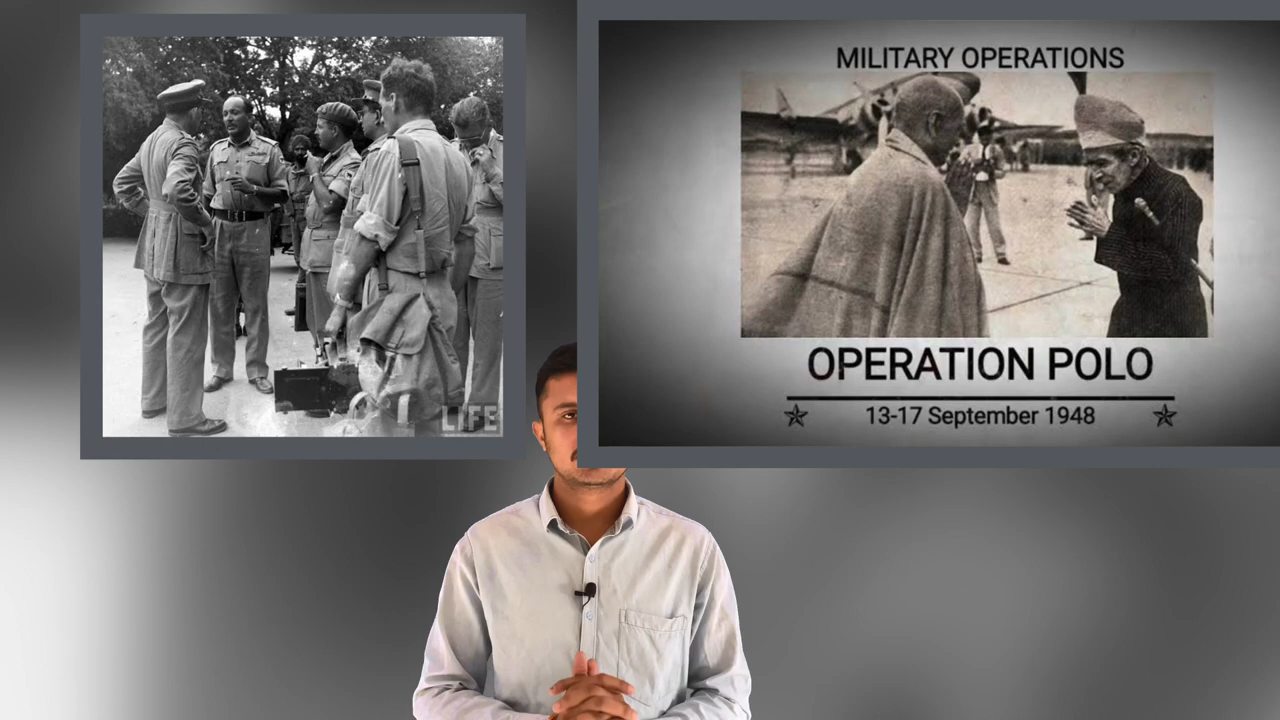 LIFE
MILITARY OPERATIONS
OPERATION POLO
13-17 September 1948